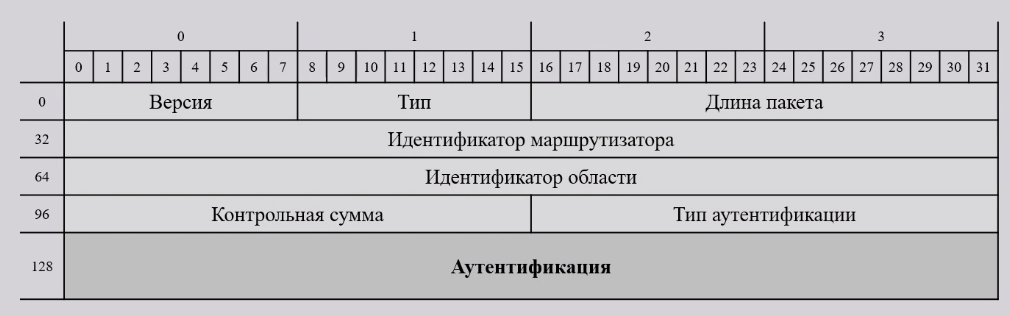 0 1 2 3
0 1 2 3 4 5 6 7 8 9 10 11 12 13 14 15 16 17 18 19 20 21 22 23 24 25 26 27 28 29 30 31
0 Версия Тип Длина пакета
32 Идентификатор маршрутизатора
64 Идентификатор области
96 Контрольная сумма Тип аутентификации
128 Аутентификация